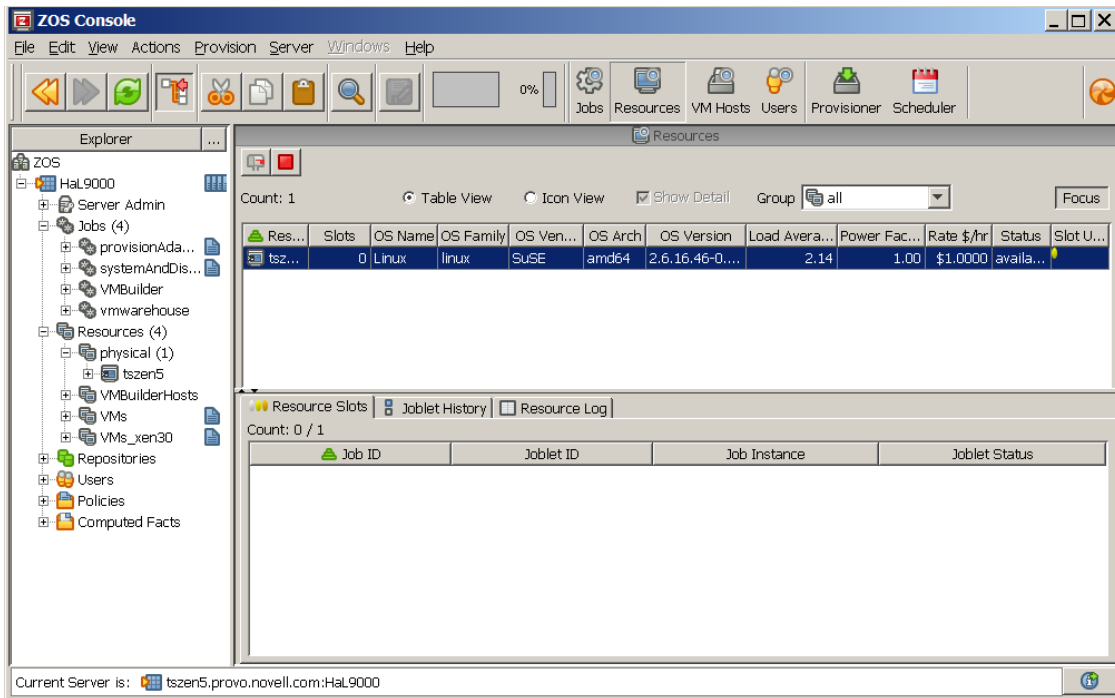 ZOS Console
File Edit View Actions Provision Server Windows Help
0%
Jobs Resources VM Hosts Users Provisioner Scheduler
Explorer ...
Resources
ZOS
HaL9000
Server Admin
Jobs (4)
provisionAda...
systemAndDis...
VMBuilder
vmwarehouse
Resources (4)
physical (1)
tszen5
VMBuilderHosts
VMs
VMs_xen30
Repositories
Users
Policies
Computed Facts
Count: 1 Table View Icon View Show Detail Group all Focus
Res... Slots OS Name OS Family OS Ven... OS Arch OS Version Load Avera... Power Fac... Rate $/hr Status Slot U...
tsz... 0 Linux linux SuSE amd64 2.6.16.46-0.... 2.14 1.00 $1.0000 availa...
Resource Slots Joblet History Resource Log
Count: 0 / 1
Job ID Joblet ID Job Instance Joblet Status
Current Server is: tszen5.provo.novell.com:HaL9000